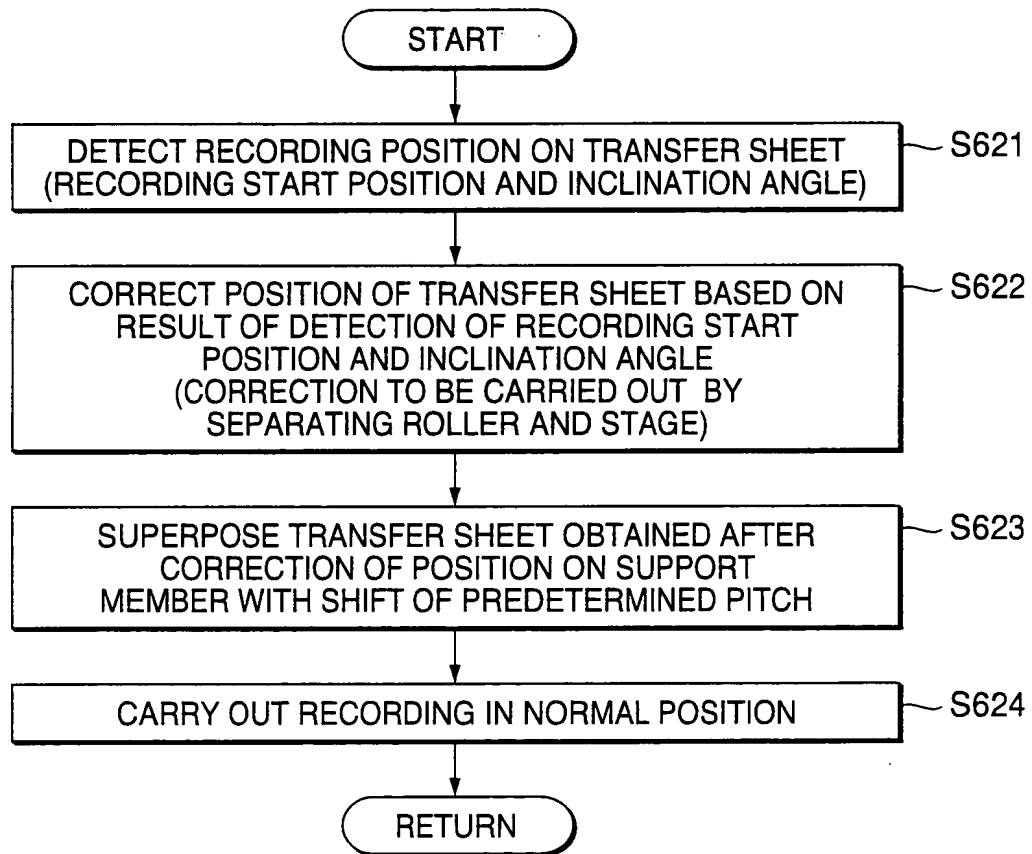 START
DETECT RECORDING POSITION ON TRANSFER SHEET
(RECORDING START POSITION AND INCLINATION ANGLE)
S621
CORRECT POSITION OF TRANSFER SHEET BASED ON
RESULT OF DETECTION OF RECORDING START
POSITION AND INCLINATION ANGLE
(CORRECTION TO BE CARRIED OUT BY
SEPARATING ROLLER AND STAGE)
S622
SUPERPOSE TRANSFER SHEET OBTAINED AFTER
CORRECTION OF POSITION ON SUPPORT
MEMBER WITH SHIFT OF PREDETERMINED PITCH
S623
CARRY OUT RECORDING IN NORMAL POSITION
S624
RETURN